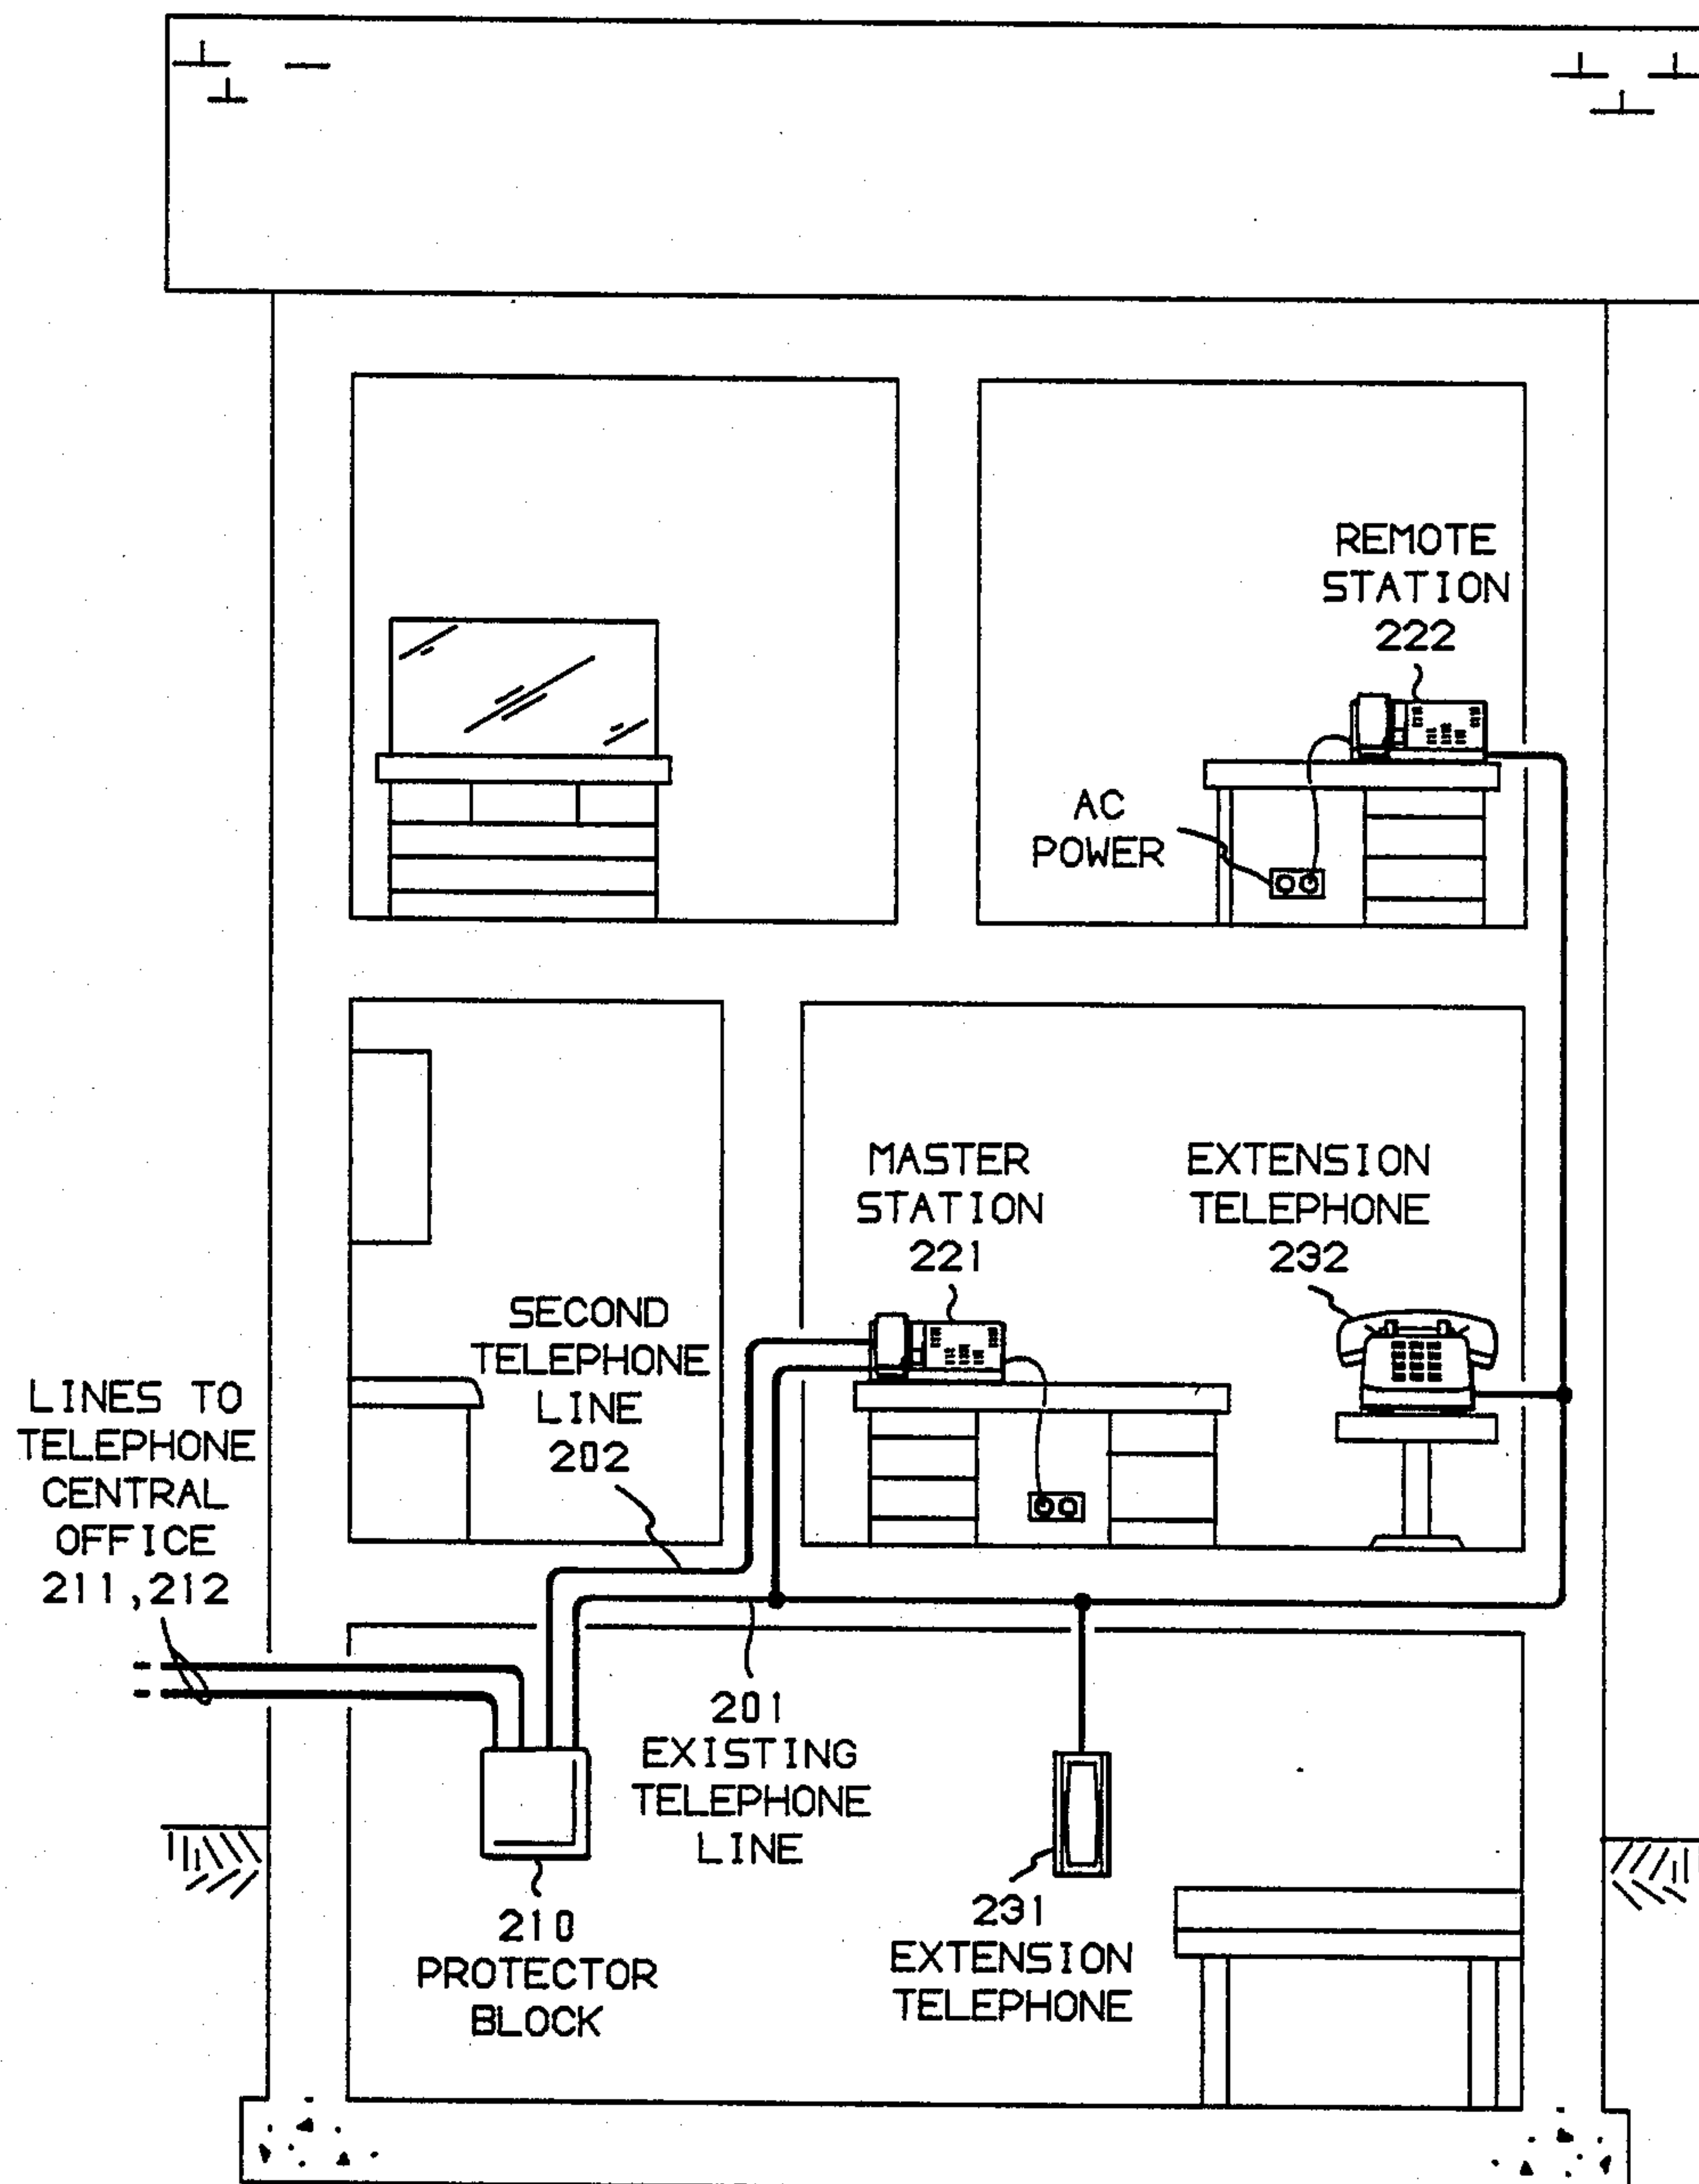 REMOTE
STATION
222
AC
POWER
MASTER
STATION
221
EXTENSION
TELEPHONE
232
SECOND
TELEPHONE
LINE
202
LINES TO
TELEPHONE
CENTRAL
OFFICE
211,212
201
EXISTING
TELEPHONE
LINE
210
PROTECTOR
BLOCK
231
EXTENSION
TELEPHONE